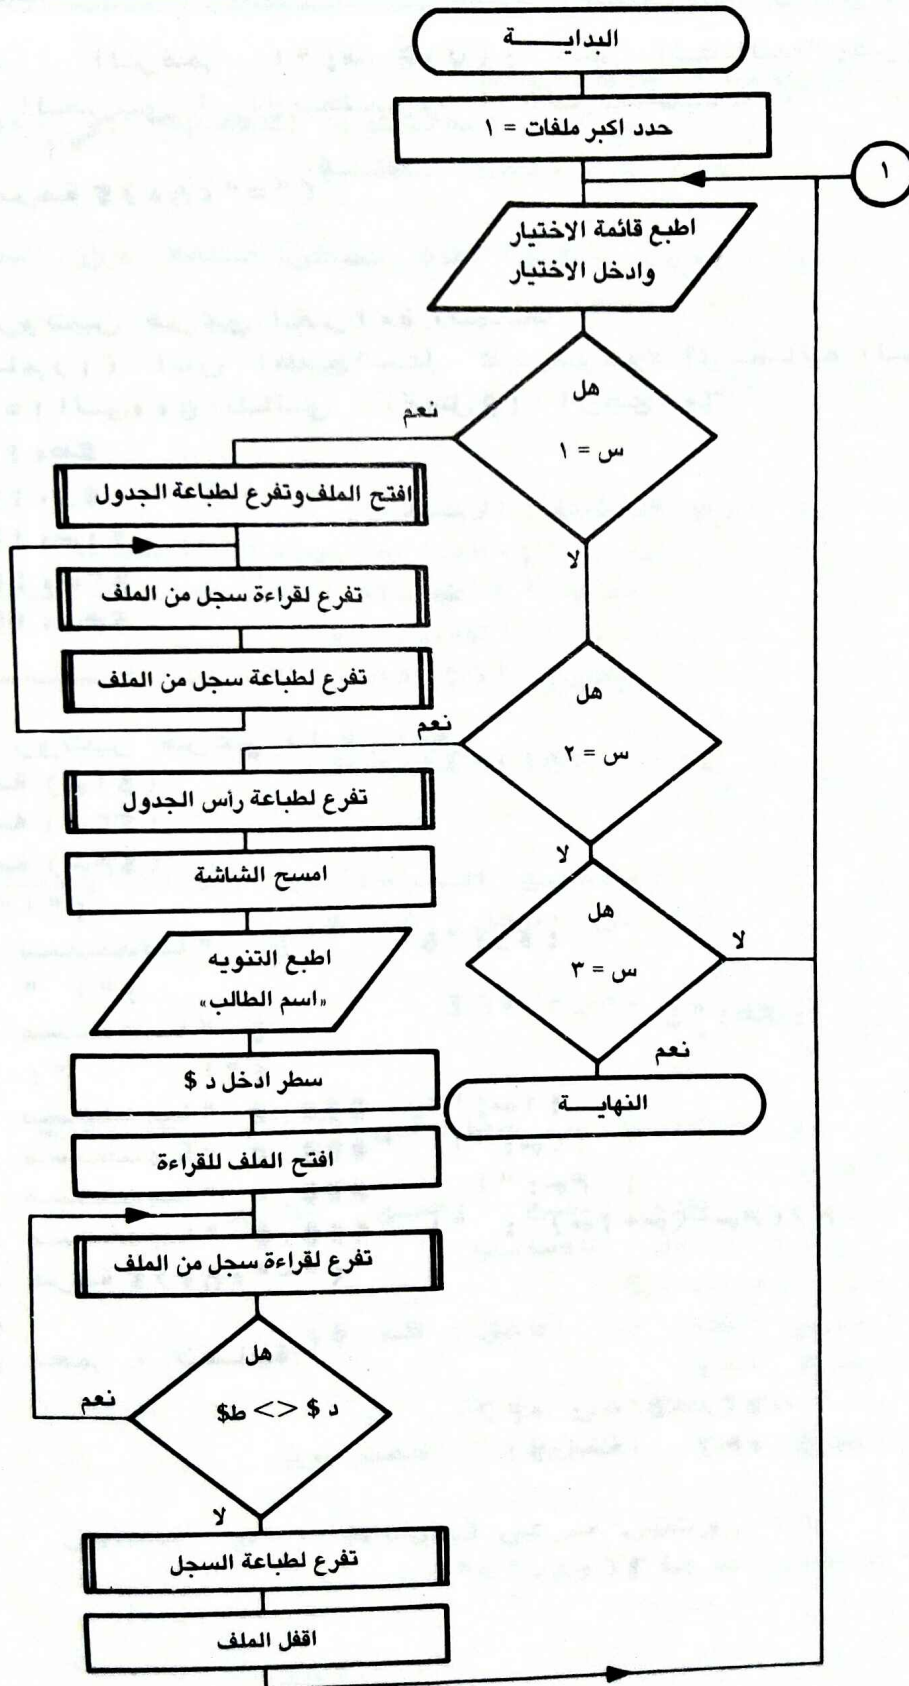 البدايـــة
حدد اكبر ملفات = ١
١
اطبع قائمة الاختيار
وادخل الاختيار
هل
س = ١
نعم
لا
افتح الملف وتفرع لطباعة الجدول
تفرع لقراءة سجل من الملف
تفرع لطباعة سجل من الملف
هل
س = ٢
نعم
لا
تفرع لطباعة رأس الجدول
امسح الشاشة
اطبع التنويه
«اسم الطالب»
سطر ادخل د $
افتح الملف للقراءة
تفرع لقراءة سجل من الملف
هل
د $ <> ط$
نعم
لا
تفرع لطباعة السجل
اقفل الملف
هل
س = ٣
لا
نعم
النهايـــة